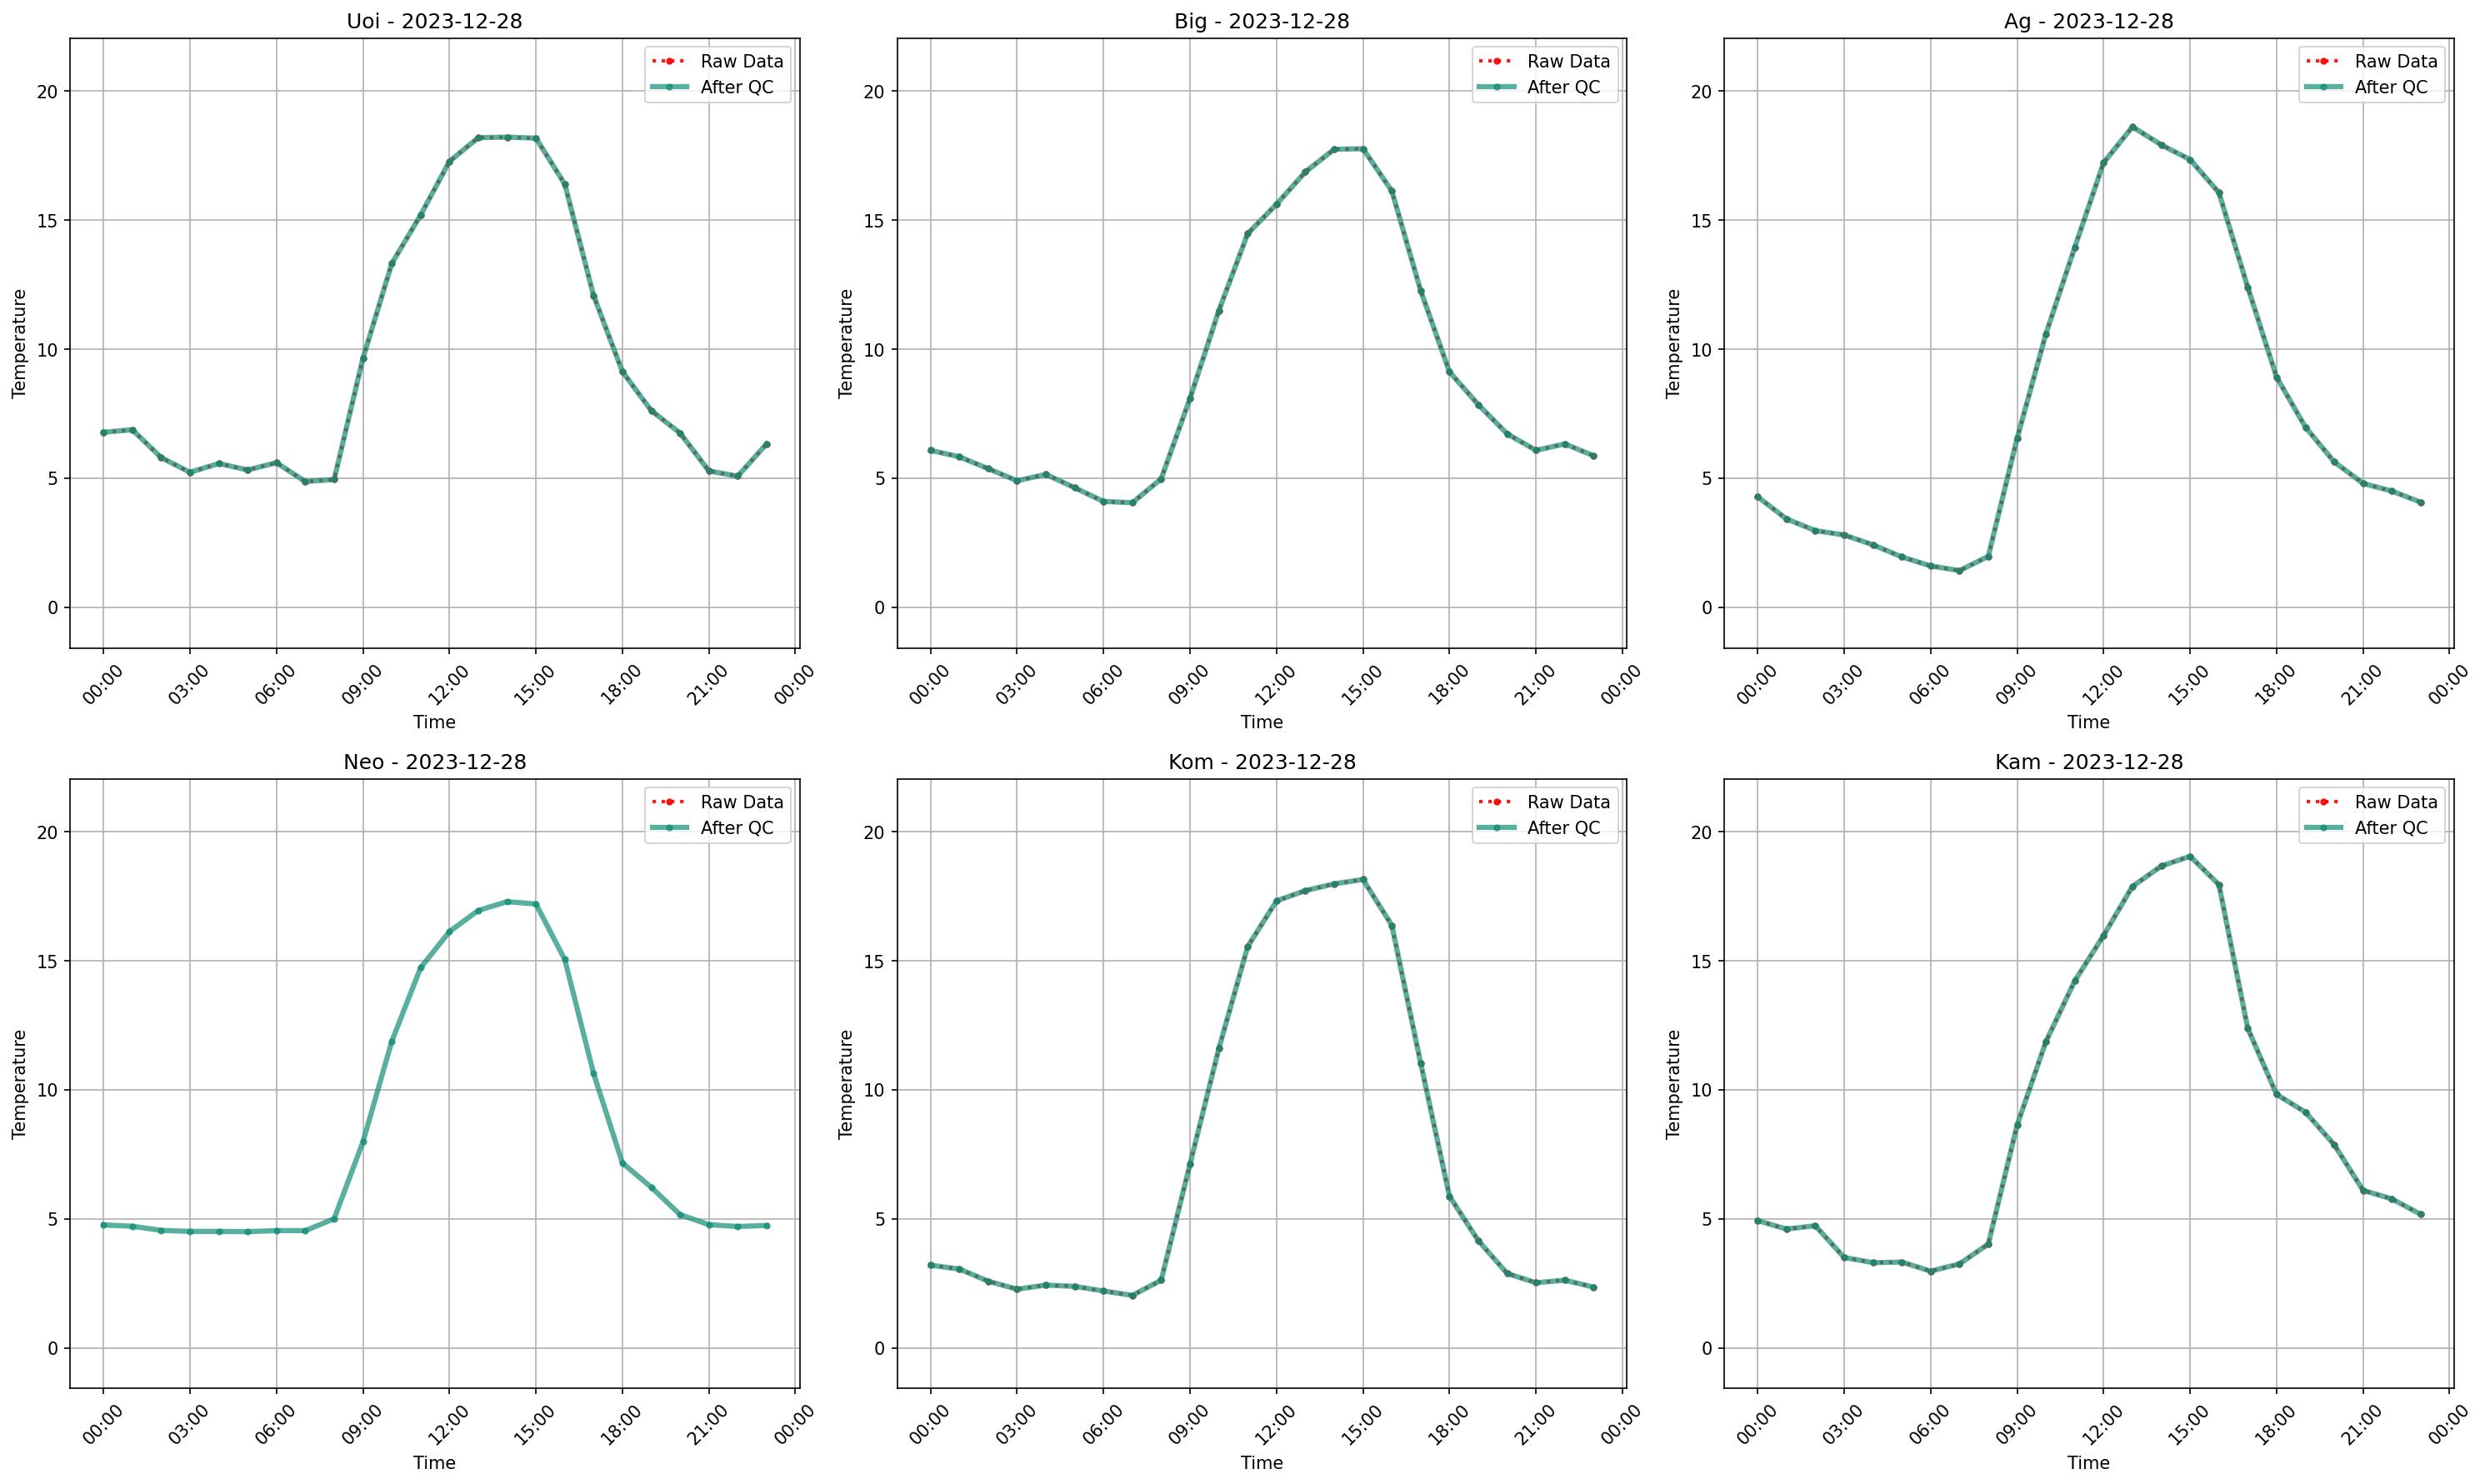 Uoi - 2023-12-28
Raw Data
After QC
20
15
10
5
0
Temperature
00:00
03:00
06:00
09:00
12:00
15:00
18:00
21:00
00:00
Time
Big - 2023-12-28
Raw Data
After QC
20
15
10
5
0
Temperature
00:00
03:00
06:00
09:00
12:00
15:00
18:00
21:00
00:00
Time
Ag - 2023-12-28
Raw Data
After QC
20
15
10
5
0
Temperature
00:00
03:00
06:00
09:00
12:00
15:00
18:00
21:00
00:00
Time
Neo - 2023-12-28
Raw Data
After QC
20
15
10
5
0
Temperature
00:00
03:00
06:00
09:00
12:00
15:00
18:00
21:00
00:00
Time
Kom - 2023-12-28
Raw Data
After QC
20
15
10
5
0
Temperature
00:00
03:00
06:00
09:00
12:00
15:00
18:00
21:00
00:00
Time
Kam - 2023-12-28
Raw Data
After QC
20
15
10
5
0
Temperature
00:00
03:00
06:00
09:00
12:00
15:00
18:00
21:00
00:00
Time